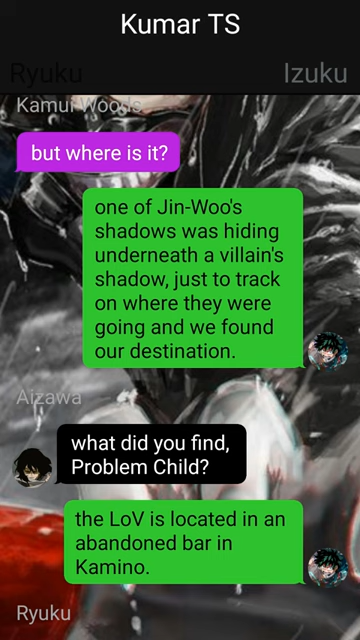 Kumar TS
Ryuku
Izuku
Kamui Woods
but where is it?
one of Jin-Woo's
shadows was hiding
underneath a villain's
shadow, just to track
on where they were
going and we found
our destination.
Aizawa
what did you find,
Problem Child?
the LoV is located in an
abandoned bar in
Kamino.
Ryuku